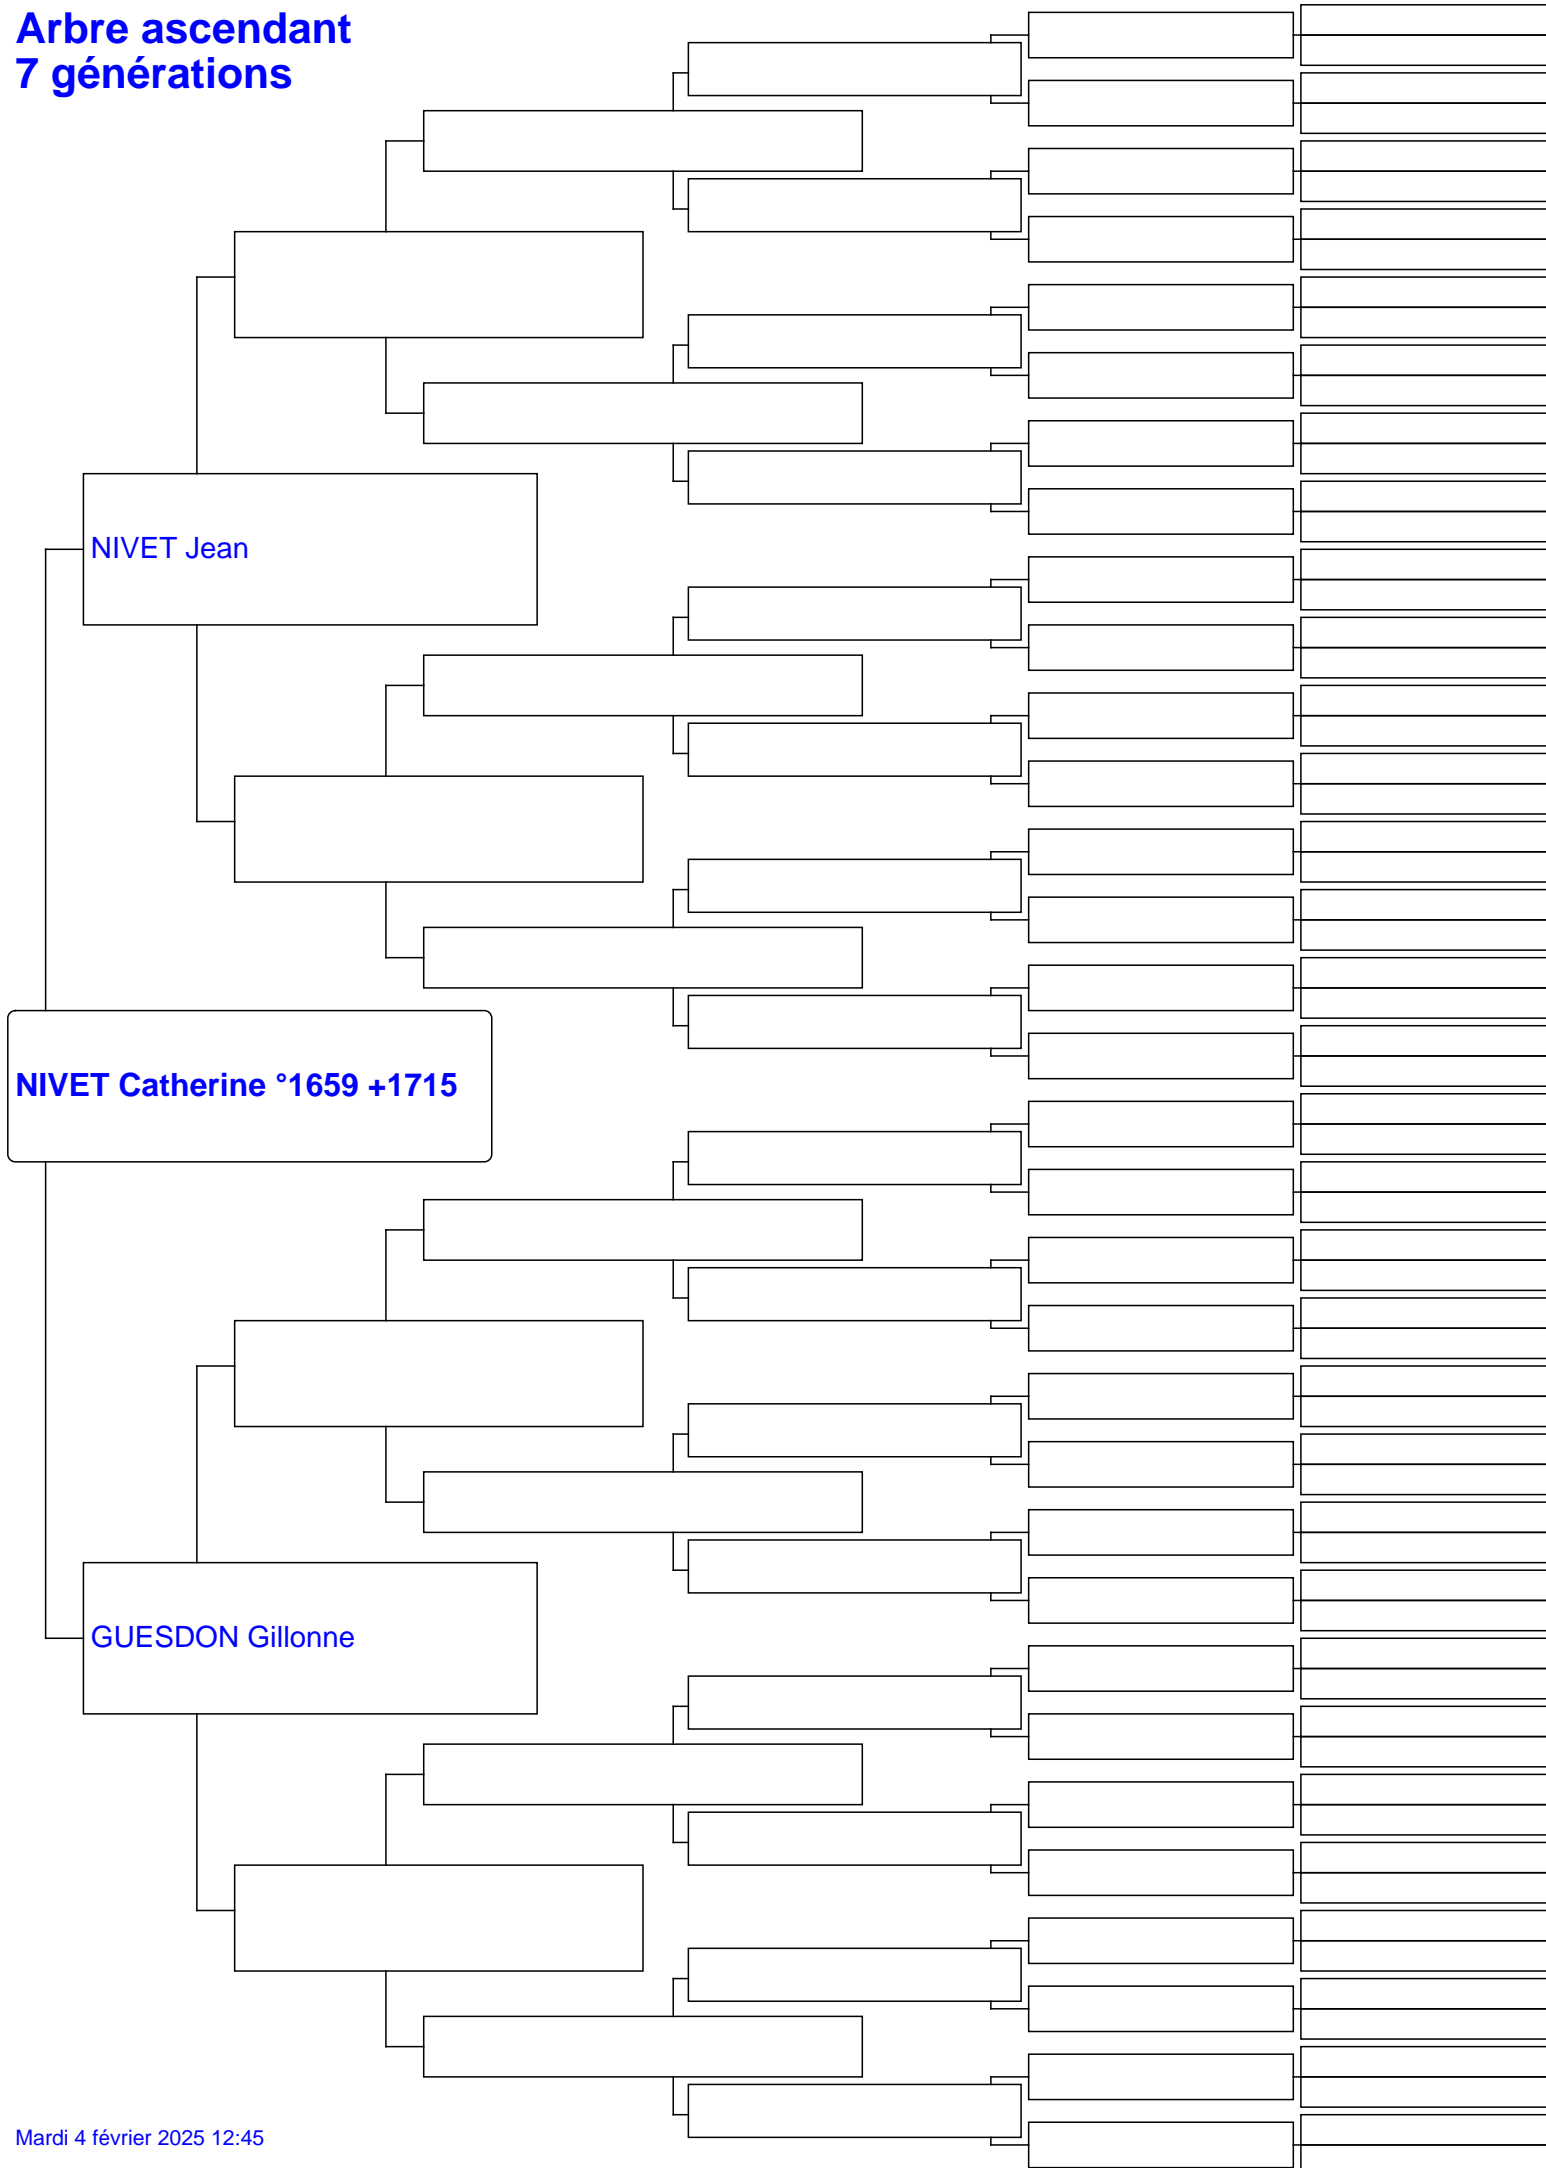 Arbre ascendant
7 générations
NIVET Jean
NIVET Catherine °1659 +1715
GUESDON Gillonne
Mardi 4 février 2025 12:45